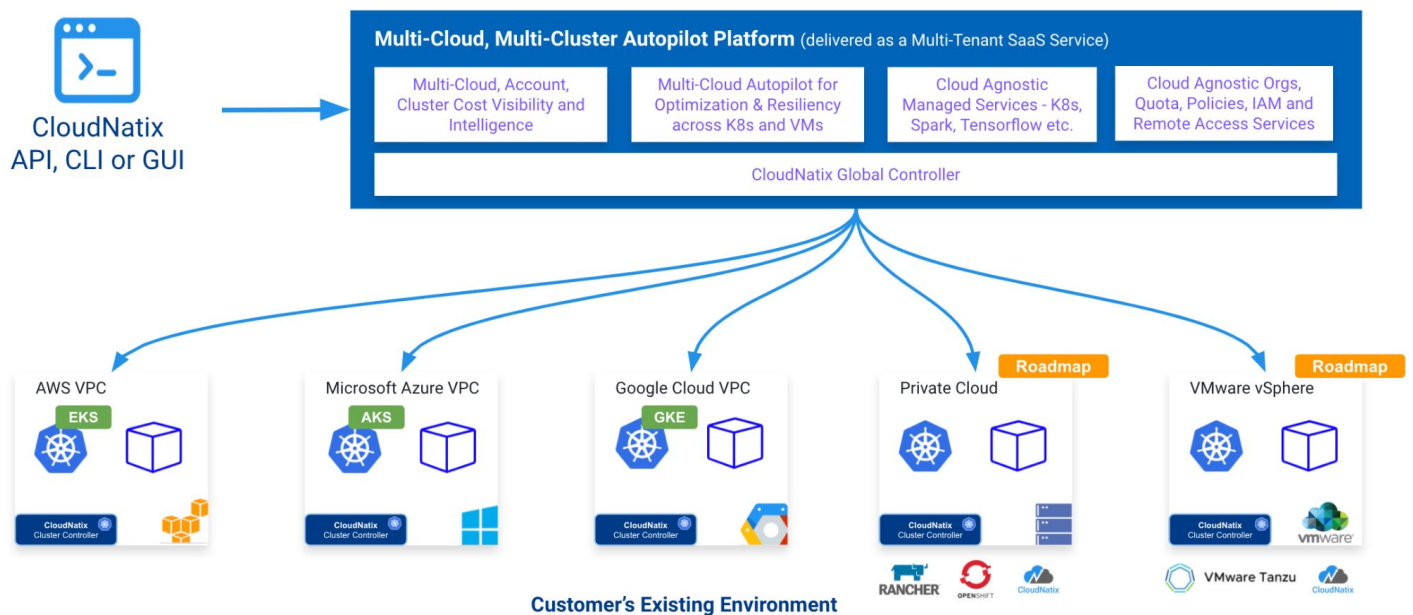 CloudNatix
API, CLI or GUI
Multi-Cloud, Multi-Cluster Autopilot Platform (delivered as a Multi-Tenant SaaS Service)
Multi-Cloud, Account,
Cluster Cost Visibility and
Intelligence
Multi-Cloud Autopilot for
Optimization & Resiliency
across K8s and VMs
Cloud Agnostic
Managed Services - K8s,
Spark, Tensorflow etc.
Cloud Agnostic Orgs,
Quota, Policies, IAM and
Remote Access Services
CloudNatix Global Controller
AWS VPC
EKS
CloudNatix
Cluster Controller
Microsoft Azure VPC
AKS
CloudNatix
Cluster Controller
Google Cloud VPC
GKE
CloudNatix
Cluster Controller
Roadmap
Private Cloud
CloudNatix
Cluster Controller
RANCHER
OPENSHIFT
CloudNatix
Roadmap
VMware vSphere
CloudNatix
Cluster Controller
vmware
VMware Tanzu
CloudNatix
Customer's Existing Environment